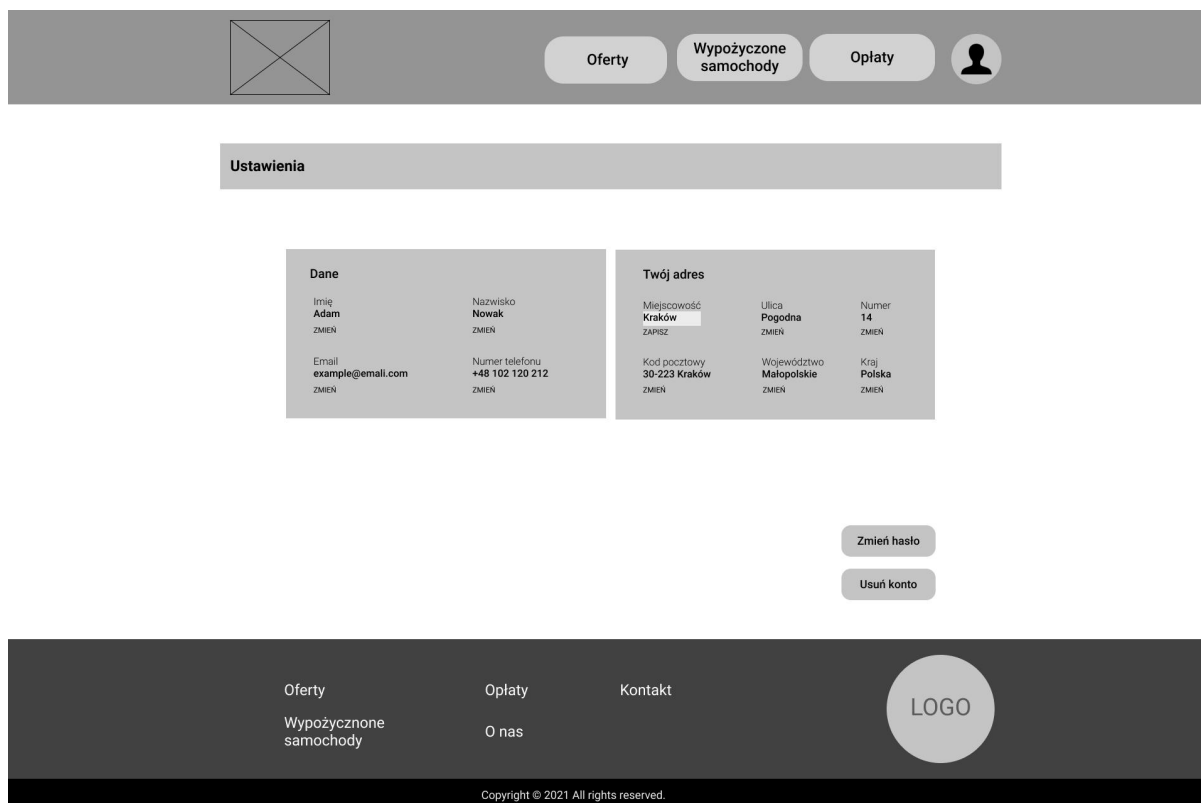 Oferty
Wypożyczone
samochody
Opłaty
Ustawienia
Dane
Imię
Adam
ZMIEŃ
Nazwisko
Nowak
ZMIEŃ
Email
example@emali.com
ZMIEŃ
Numer telefonu
+48 102 120 212
ZMIEŃ
Twój adres
Miejscowość
Kraków
ZAPISZ
Ulica
Pogodna
ZMIEŃ
Numer
14
ZMIEŃ
Kod pocztowy
30-223 Kraków
ZMIEŃ
Województwo
Małopolskie
ZMIEŃ
Kraj
Polska
ZMIEŃ
Zmień hasło
Usuń konto
Oferty
Wypożycznone
samochody
Opłaty
O nas
Kontakt
LOGO
Copyright © 2021 All rights reserved.